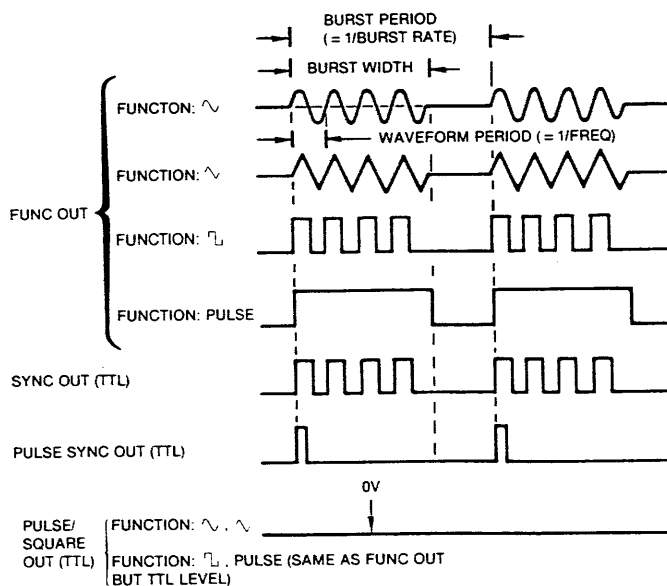 BURST PERIOD
(= 1/BURST RATE)
BURST WIDTH
FUNCTON:
WAVEFORM PERIOD (= 1/FREQ)
FUNCTION:
FUNC OUT
FUNCTION:
FUNCTION: PULSE
SYNC OUT (TTL)
PULSE SYNC OUT (TTL)
0V
PULSE/
SQUARE
OUT (TTL)
FUNCTION: ,
FUNCTION: , PULSE (SAME AS FUNC OUT
BUT TTL LEVEL)